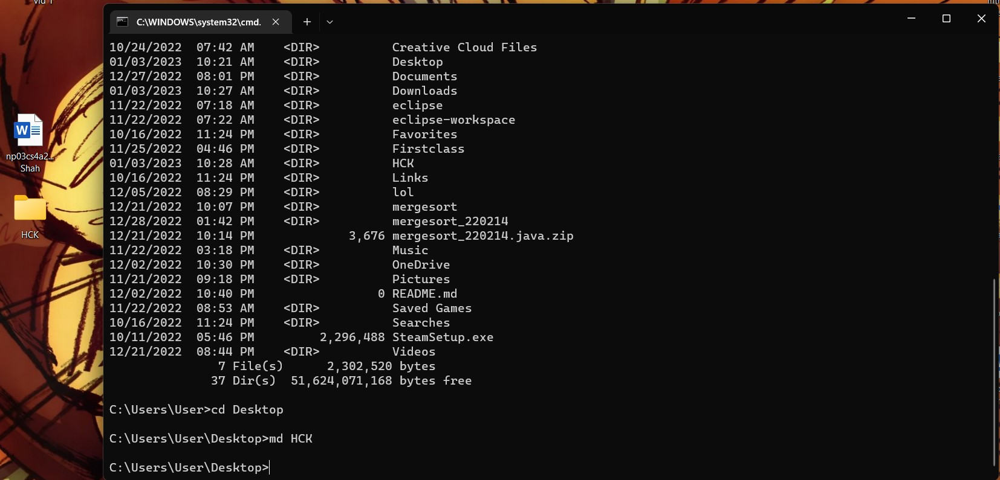 vid 1
C:\WINDOWS\system32\cmd.
10/24/2022  07:42 AM    <DIR>          Creative Cloud Files
01/03/2023  10:21 AM    <DIR>          Desktop
12/27/2022  08:01 PM    <DIR>          Documents
01/03/2023  10:27 AM    <DIR>          Downloads
11/22/2022  07:18 AM    <DIR>          eclipse
11/22/2022  07:22 AM    <DIR>          eclipse-workspace
10/16/2022  11:24 PM    <DIR>          Favorites
11/25/2022  04:46 PM    <DIR>          Firstclass
01/03/2023  10:28 AM    <DIR>          HCK
10/16/2022  11:24 PM    <DIR>          Links
12/05/2022  08:29 PM    <DIR>          lol
12/21/2022  10:07 PM    <DIR>          mergesort
12/28/2022  01:42 PM    <DIR>          mergesort_220214
12/21/2022  10:14 PM             3,676 mergesort_220214.java.zip
11/22/2022  03:18 PM    <DIR>          Music
12/02/2022  10:30 PM    <DIR>          OneDrive
11/21/2022  09:18 PM    <DIR>          Pictures
12/02/2022  10:40 PM                 0 README.md
11/22/2022  08:53 AM    <DIR>          Saved Games
10/16/2022  11:24 PM    <DIR>          Searches
10/11/2022  05:46 PM         2,296,488 SteamSetup.exe
12/21/2022  08:44 PM    <DIR>          Videos
               7 File(s)      2,302,520 bytes
              37 Dir(s)  51,624,071,168 bytes free
C:\Users\User>cd Desktop
C:\Users\User\Desktop>md HCK
C:\Users\User\Desktop>
W
np03cs4a2...
Shah
HCK